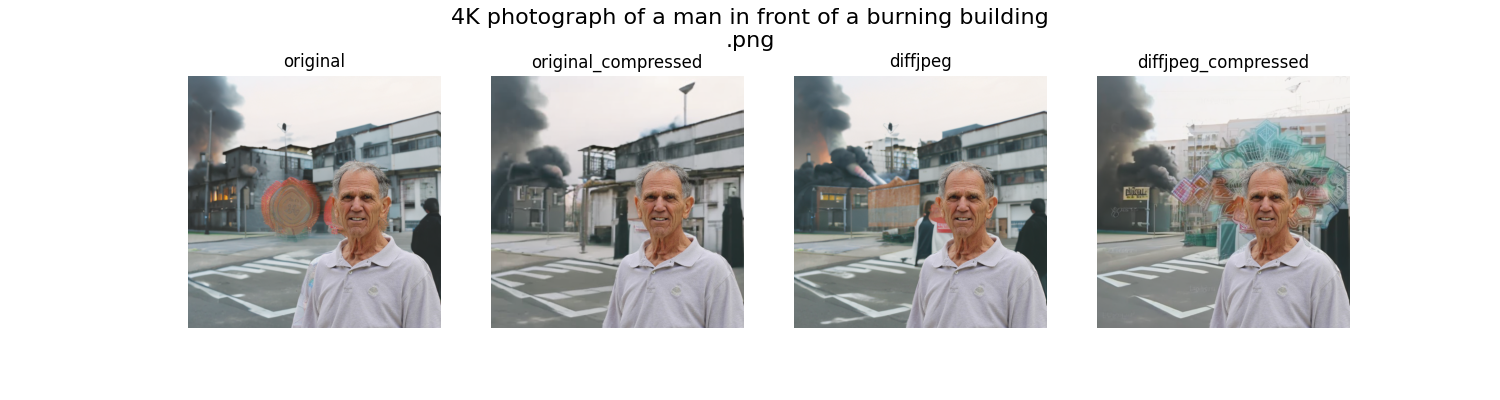 4K photograph of a man in front of a burning building
.png
original
original_compressed
diffjpeg
diffjpeg_compressed